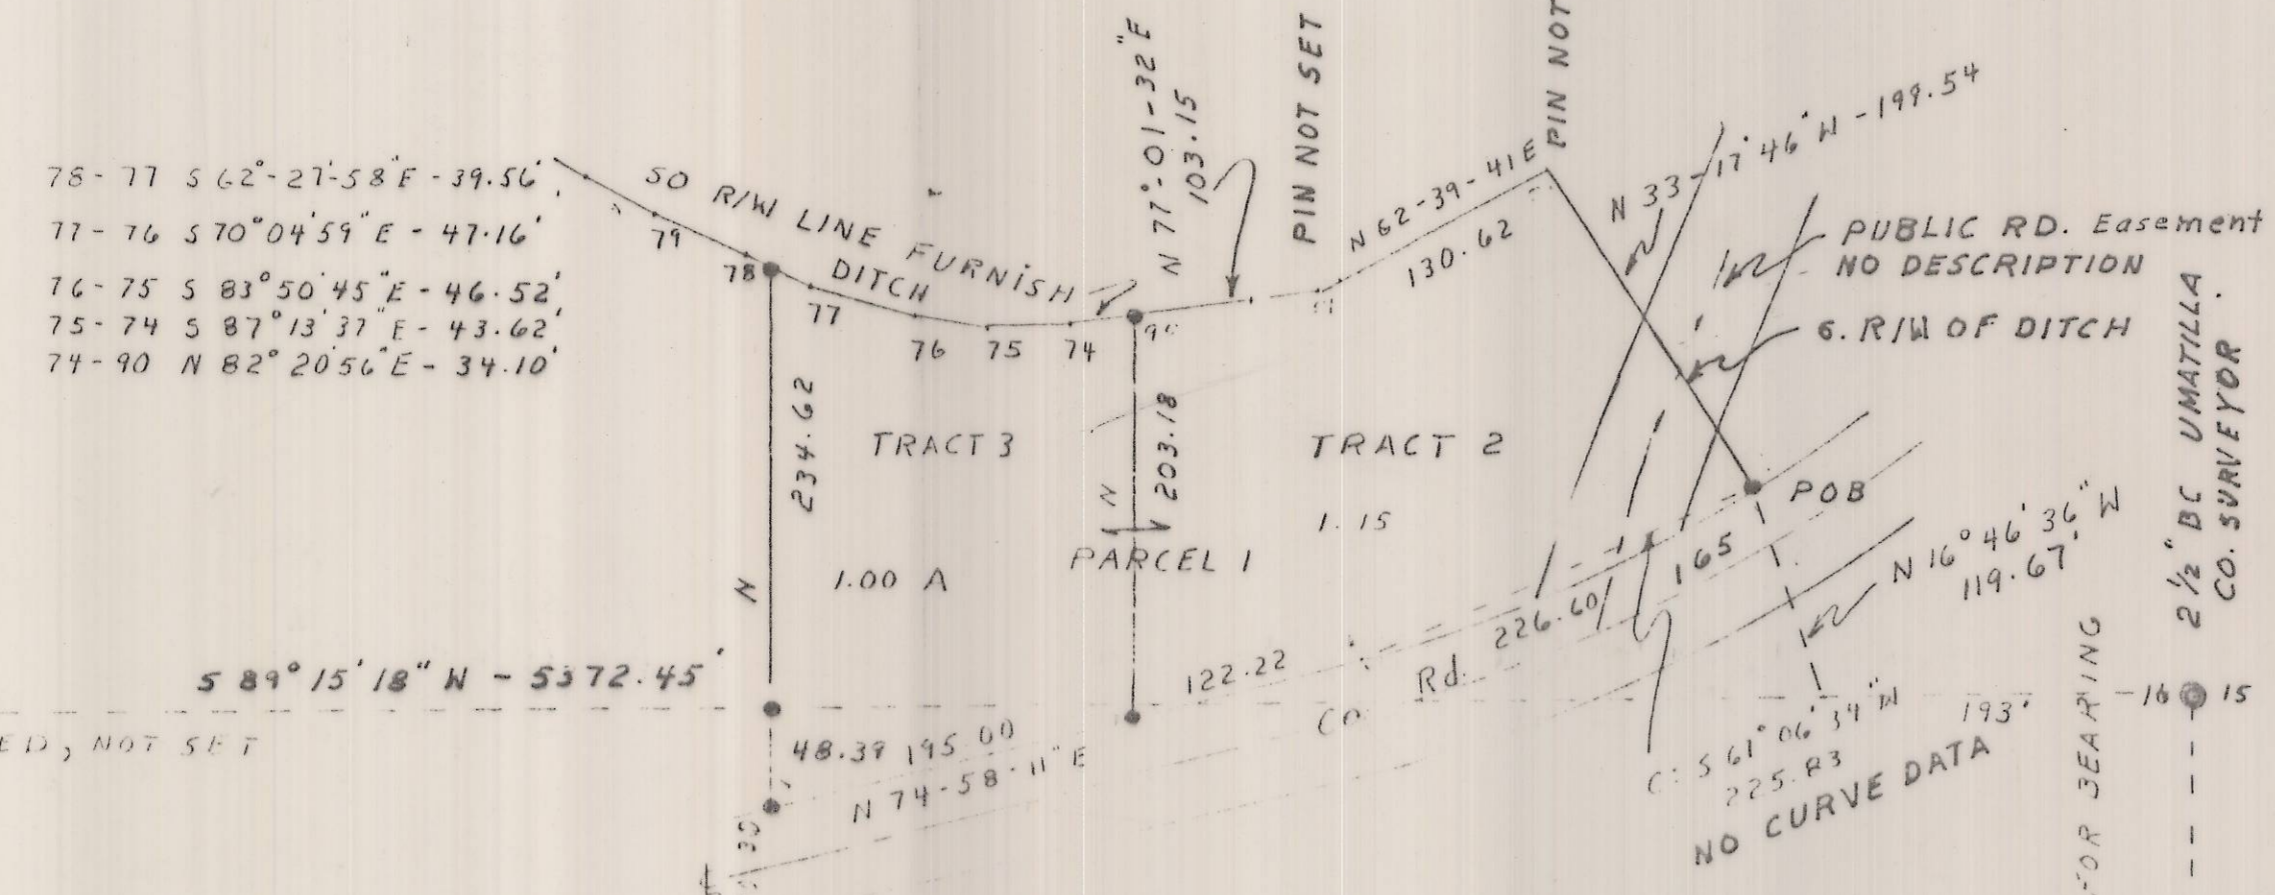 78-77 S 62°-27'-58"E - 39.56'
77-76 S 70°04'59"E - 47.16'
76-75 S 83°50'45"E - 46.52'
75-74 S 87°13'37"E - 43.62'
74-90 N 82°20'56"E - 34.10'
50 R/W LINE FURNiSH
DITCH
79
78
77
76
75
74
N 77°-01-32"E
103.15
PIN NOT SET
PIN NOT
N 62-39-41E
130.62
N 33-17'46"W - 199.54
PUBLIC RD. Easement
NO DESCRIPTION
S. R/W OF DITCH
2 1/2" BC UMATILLA
CO. SURVEYOR
234.62
N
TRACT 3
1.00 A
N
203.18
TRACT 2
1.15
PARCEL 1
POB
165
226.60
122.22
Co Rd.
N 16°46'36"W
119.67'
S 89°15'18"W - 5372.45'
16
15
193'
, NOT SET
48.39
195.00
N 74-58-11"E
30
C: S 61°06'34"W
225.83
NO CURVE DATA
FOR BEARING